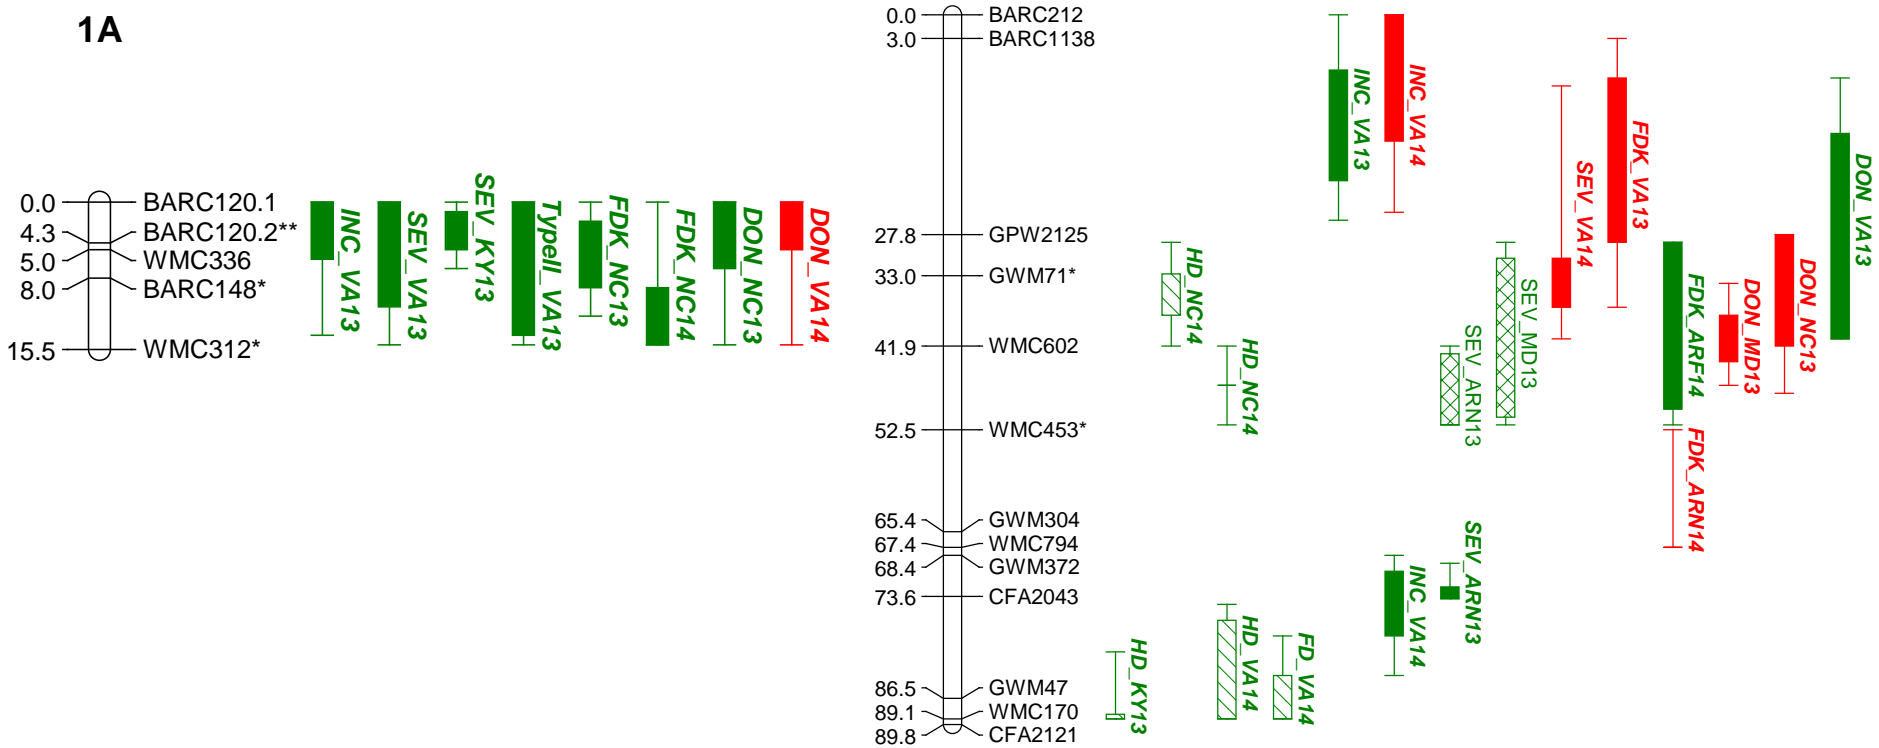 1A
0.0 BARC120.1
4.3 BARC120.2**
5.0 WMC336
8.0 BARC148*
15.5 WMC312*
INC_VA13
SEV_VA13
SEV_KY13
TypeII_VA13
FDK_NC13
FDK_NC14
DON_NC13
DON_VA14
0.0 BARC212
3.0 BARC1138
27.8 GPW2125
33.0 GWM71*
41.9 WMC602
52.5 WMC453*
65.4 GWM304
67.4 WMC794
68.4 GWM372
73.6 CFA2043
86.5 GWM47
89.1 WMC170
89.8 CFA2121
HD_KY13
HD_NC14
HD_NC14
HD_VA14
FD_VA14
INC_VA13
INC_VA14
INC_VA14
SEV_ARN13
SEV_ARN13
SEV_MD13
SEV_VA14
FDK_VA13
FDK_ARF14
FDK_ARN14
DON_MD13
DON_NC13
DON_VA13